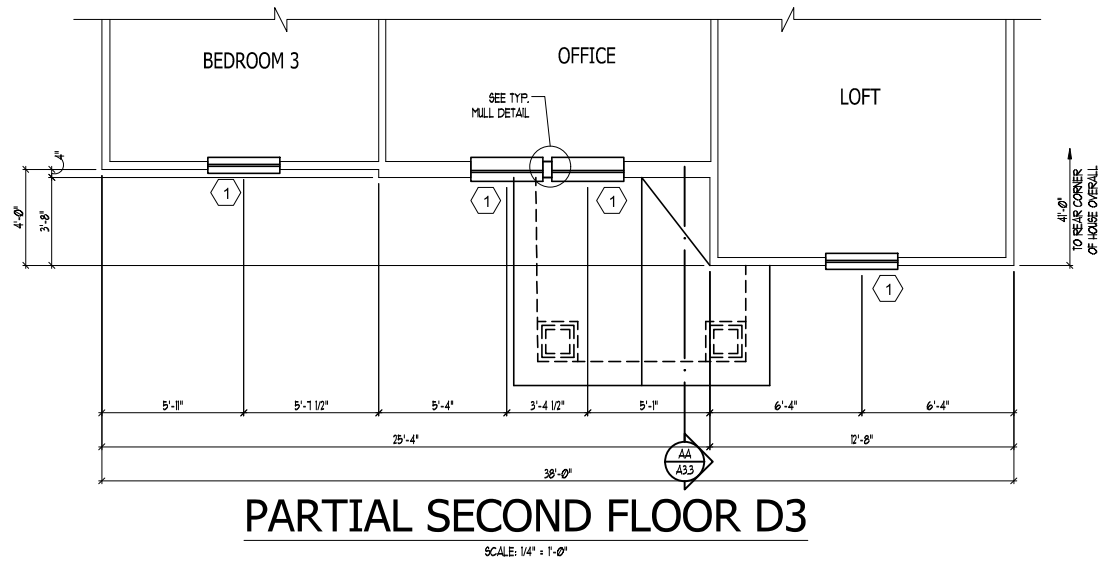 BEDROOM 3
OFFICE
LOFT
SEE TYP.
MULL DETAIL
4"
4'-0"
3'-8"
1
1
1
1
41'-0"
TO REAR CORNER
OF HOUSE OVERALL
5'-11"
5'-7 1/2"
5'-4"
3'-4 1/2"
5'-1"
6'-4"
6'-4"
25'-4"
12'-8"
AA
A3.3
38'-0"
PARTIAL SECOND FLOOR D3
SCALE: 1/4" = 1'-0"